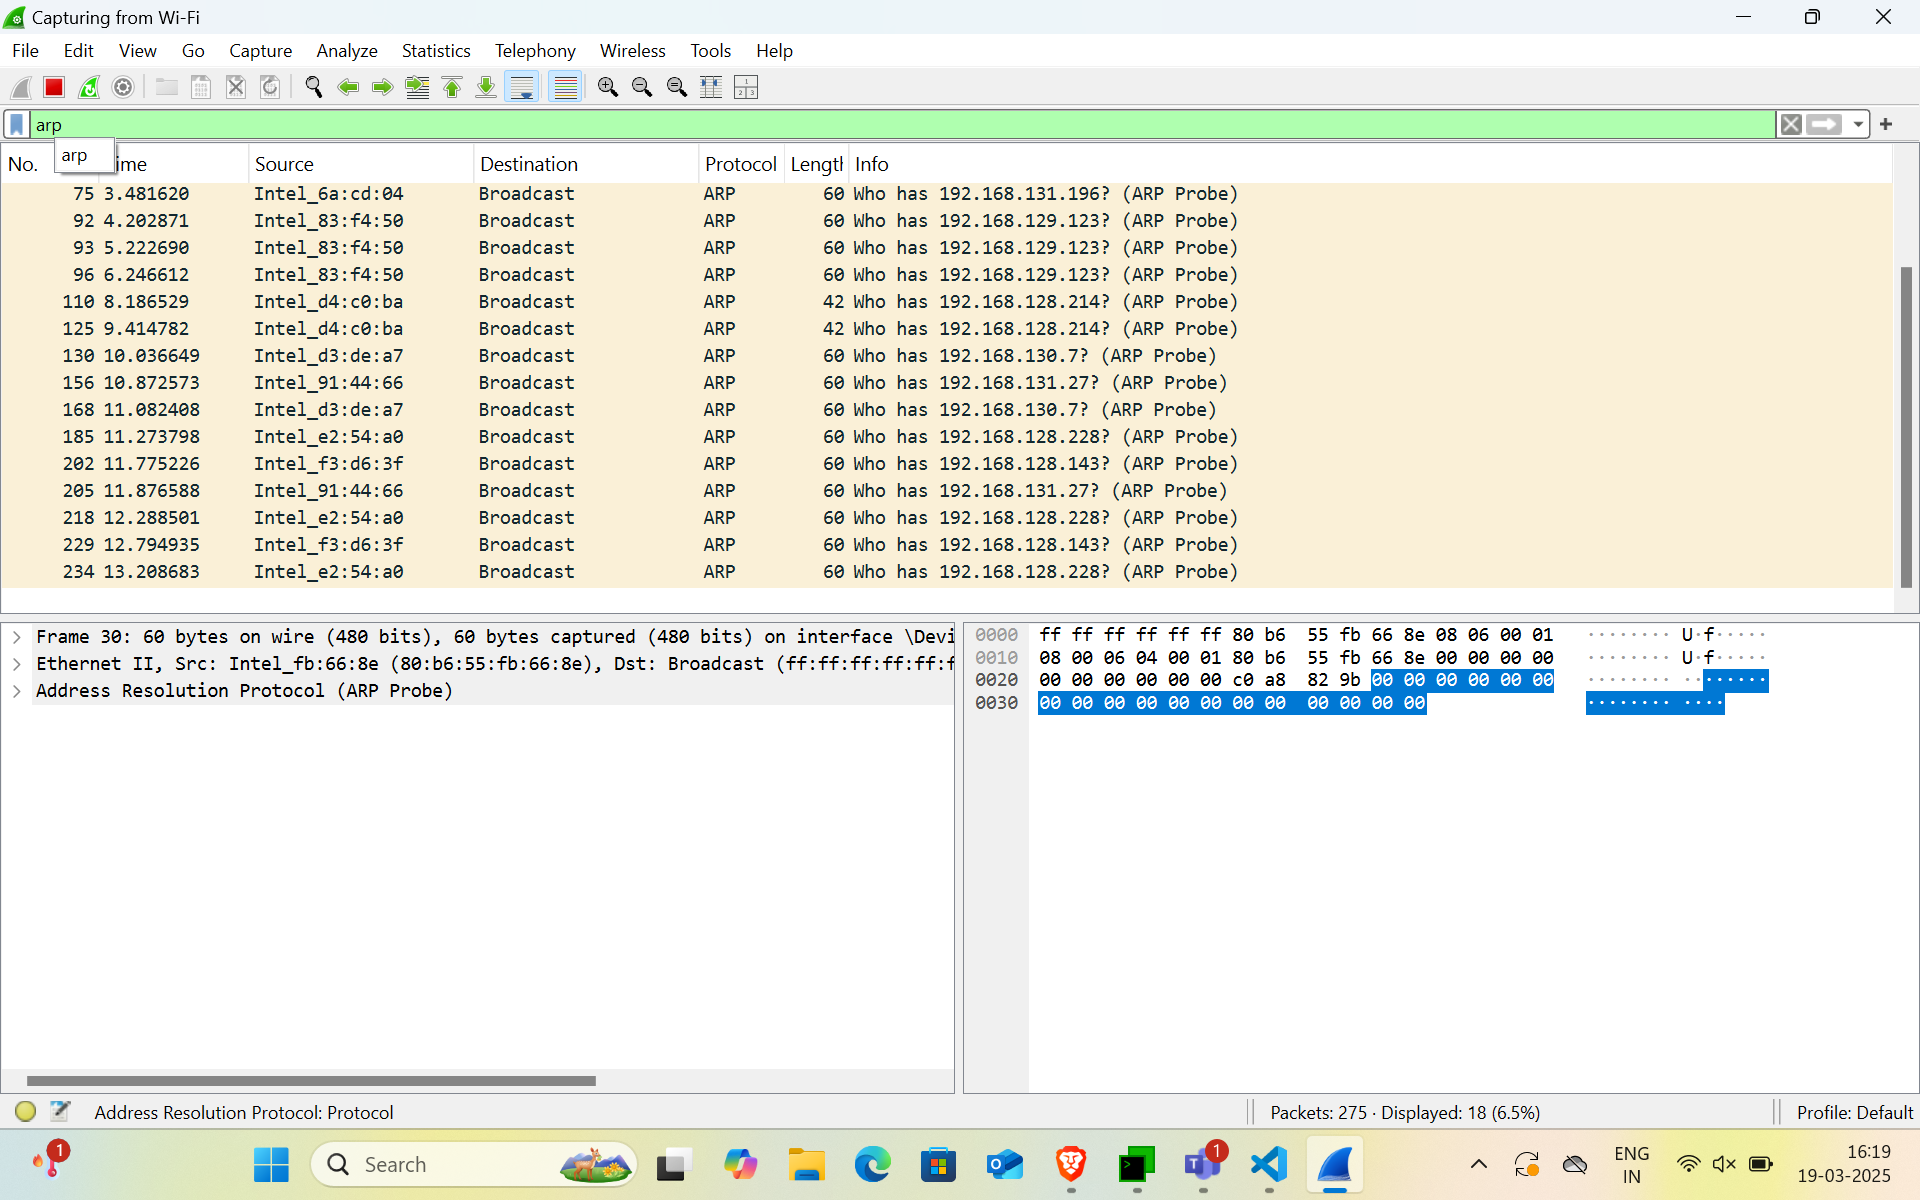 Capturing from Wi-Fi
File Edit View Go Capture Analyze Statistics Telephony Wireless Tools Help
arp
arp
No. ime Source Destination Protocol Length Info
75 3.481620 Intel_6a:cd:04 Broadcast ARP 60 Who has 192.168.131.196? (ARP Probe)
92 4.202871 Intel_83:f4:50 Broadcast ARP 60 Who has 192.168.129.123? (ARP Probe)
93 5.222690 Intel_83:f4:50 Broadcast ARP 60 Who has 192.168.129.123? (ARP Probe)
96 6.246612 Intel_83:f4:50 Broadcast ARP 60 Who has 192.168.129.123? (ARP Probe)
110 8.186529 Intel_d4:c0:ba Broadcast ARP 42 Who has 192.168.128.214? (ARP Probe)
125 9.414782 Intel_d4:c0:ba Broadcast ARP 42 Who has 192.168.128.214? (ARP Probe)
130 10.036649 Intel_d3:de:a7 Broadcast ARP 60 Who has 192.168.130.7? (ARP Probe)
156 10.872573 Intel_91:44:66 Broadcast ARP 60 Who has 192.168.131.27? (ARP Probe)
168 11.082408 Intel_d3:de:a7 Broadcast ARP 60 Who has 192.168.130.7? (ARP Probe)
185 11.273798 Intel_e2:54:a0 Broadcast ARP 60 Who has 192.168.128.228? (ARP Probe)
202 11.775226 Intel_f3:d6:3f Broadcast ARP 60 Who has 192.168.128.143? (ARP Probe)
205 11.876588 Intel_91:44:66 Broadcast ARP 60 Who has 192.168.131.27? (ARP Probe)
218 12.288501 Intel_e2:54:a0 Broadcast ARP 60 Who has 192.168.128.228? (ARP Probe)
229 12.794935 Intel_f3:d6:3f Broadcast ARP 60 Who has 192.168.128.143? (ARP Probe)
234 13.208683 Intel_e2:54:a0 Broadcast ARP 60 Who has 192.168.128.228? (ARP Probe)
Frame 30: 60 bytes on wire (480 bits), 60 bytes captured (480 bits) on interface \Devi
Ethernet II, Src: Intel_fb:66:8e (80:b6:55:fb:66:8e), Dst: Broadcast (ff:ff:ff:ff:ff:f
Address Resolution Protocol (ARP Probe)
0000 ff ff ff ff ff ff 80 b6 55 fb 66 8e 08 06 00 01 ········ U·f·····
0010 08 00 06 04 00 01 80 b6 55 fb 66 8e 00 00 00 00 ········ U·f·····
0020 00 00 00 00 00 00 c0 a8 82 9b 00 00 00 00 00 00 ········ ········
0030 00 00 00 00 00 00 00 00 00 00 00 00 ········ ····
Address Resolution Protocol: Protocol
Packets: 275 · Displayed: 18 (6.5%)
Profile: Default
1
Search
1
ENG
IN
16:19
19-03-2025